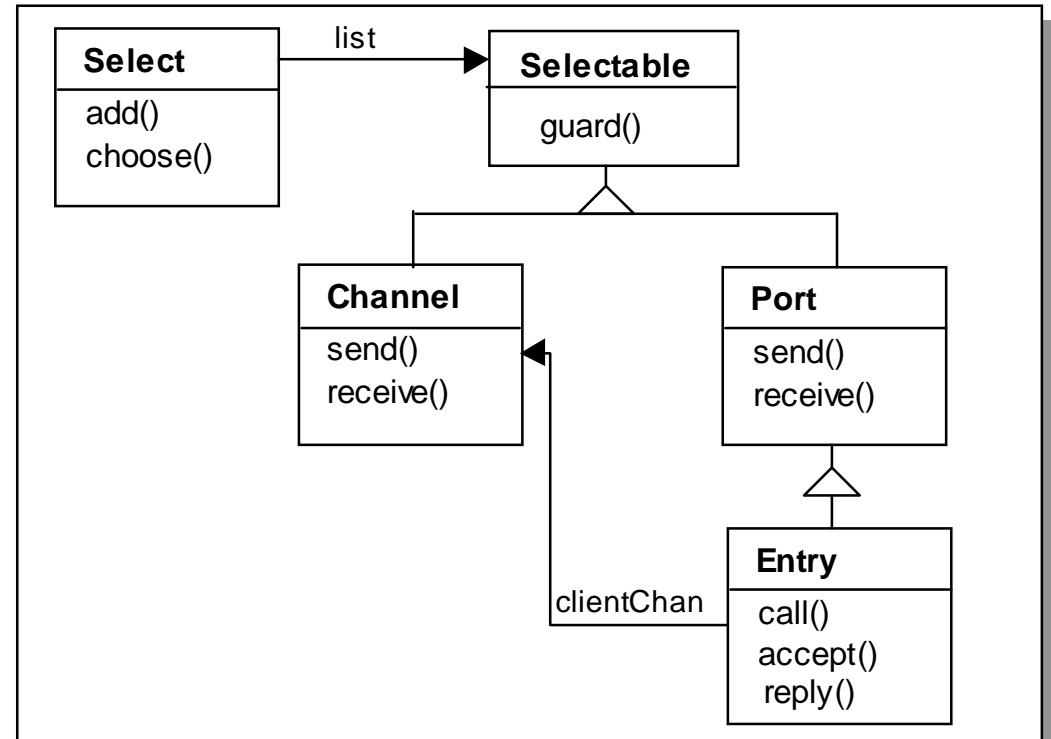 list
Select
add()
choose()
Selectable
guard()
Channel
send()
receive()
Port
send()
receive()
clientChan
Entry
call()
accept()
reply()